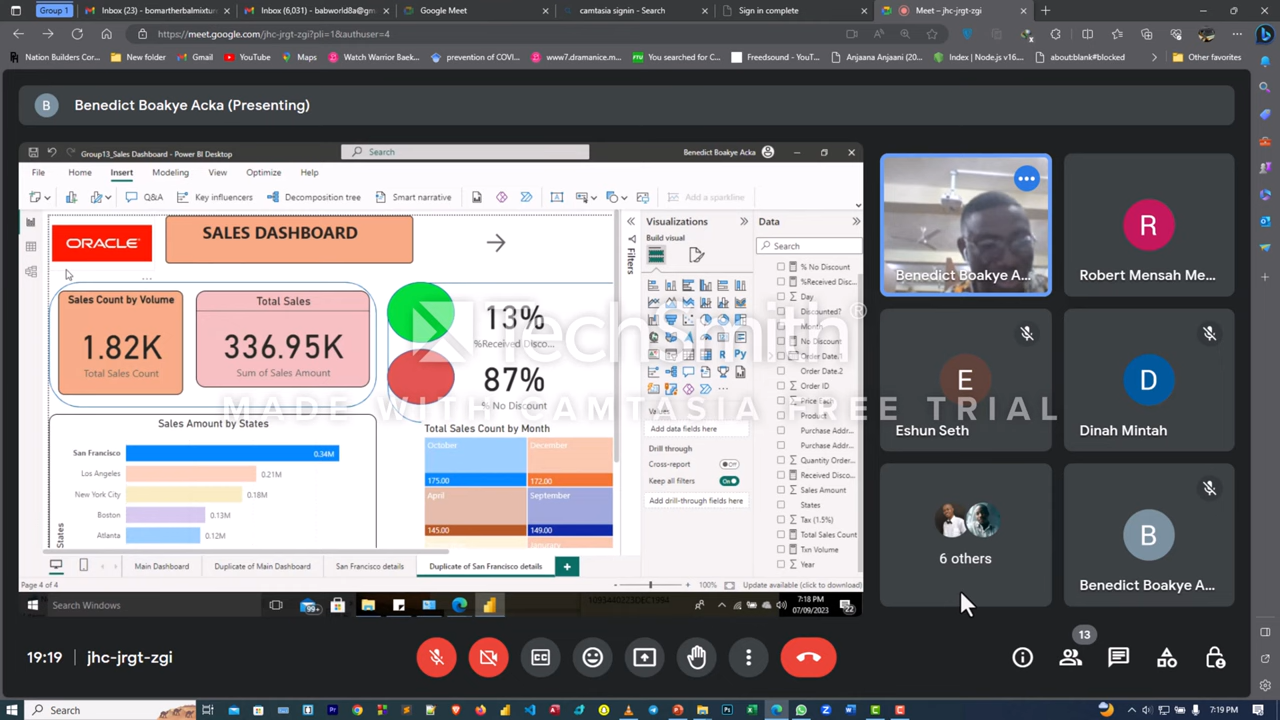 Group 1
Inbox (23) - bomartherbalmixture
Inbox (6,031) - babworld8a@gm
Google Meet
camtasia signin - Search
Sign in complete
Meet – jhc-jrgt-zgi
https://meet.google.com/jhc-jrgt-zgi?pli=1&authuser=4
Nation Builders Cor...
New folder
Gmail
YouTube
Maps
Watch Warrior Baek...
prevention of COVI...
www7.dramanice.m...
You searched for C...
Freedsound - YouT...
Anjaana Anjaani (20...
Index | Node.js v16...
about:blank#blocked
Other favorites
B
Benedict Boakye Acka (Presenting)
Group13_Sales Dashboard - Power BI Desktop
Search
Benedict Boakye Acka
File
Home
Insert
Modeling
View
Optimize
Help
Q&A
Key influencers
Decomposition tree
Smart narrative
Add a sparkline
ORACLE
SALES DASHBOARD
Sales Count by Volume
1.82K
Total Sales Count
Total Sales
336.95K
Sum of Sales Amount
13%
%Received Disco...
87%
% No Discount
Sales Amount by States
San Francisco 0.34M
Los Angeles 0.21M
New York City 0.18M
Boston 0.13M
Atlanta 0.12M
States
Total Sales Count by Month
October
175.00
December
172.00
April
145.00
September
149.00
Filters
Visualizations
Build visual
Values
Add data fields here
Drill through
Cross-report
Off
Keep all filters
On
Add drill-through fields here
Data
Search
% No Discount
%Received Disc...
Day
Discounted?
Month
No Discount
Order Date.1
Order Date.2
Order ID
Price Each
Product
Purchase Addr...
Purchase Addr...
Quantity Order...
Received Disco...
Sales Amount
States
Tax (1.5%)
Total Sales Count
Txn Volume
Year
Main Dashboard
Duplicate of Main Dashboard
San Francisco details
Duplicate of San Francisco details
Page 4 of 4
100%
Update available (click to download)
Search Windows
7:18 PM
07/09/2023
22
TechSmith®
MADE WITH CAMTASIA FREE TRIAL
Benedict Boakye A...
R
Robert Mensah Me...
E
Eshun Seth
D
Dinah Mintah
6 others
B
Benedict Boakye A...
19:19
jhc-jrgt-zgi
13
Search
7:19 PM